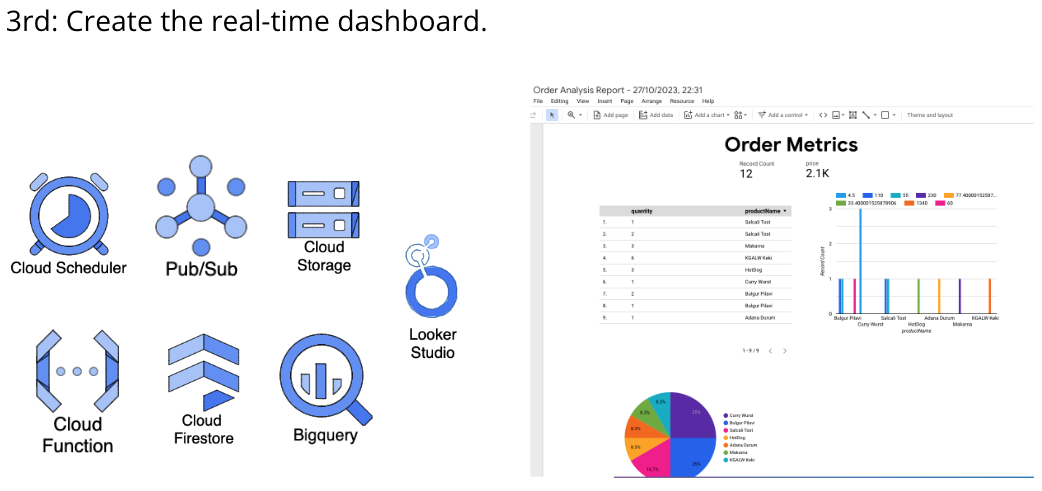 3rd: Create the real-time dashboard.
Cloud Scheduler
Pub/Sub
Cloud
Storage
Looker
Studio
Cloud
Function
Cloud
Firestore
Bigquery
Order Analysis Report - 27/10/2023, 22:31
File Editing View Insert Page Arrange Resource Help
Add page Add data Add a chart Add a control Theme and layout
Order Metrics
Record Count
12
price
2.1K
quantity productName
1. 1 Salcali Tost
2. 2 Salcali Tost
3. 3 Makarna
4. 6 KGALW Keki
5. 3 HotDog
6. 1 Curry Wurst
7. 2 Bulgur Pilavi
8. 1 Bulgur Pilavi
9. 1 Adana Durum
1-9 / 9
4.5 110 55 230 77.40000152587...
33.400001525878906 1340 60
Record Count
3
2
1
0
Bulgur Pilavi Salcali Tost Adana Durum KGALW Keki
Curry Wurst HotDog Makarna
productName
25%
25%
16.7%
8.3%
8.3%
8.3%
8.3%
Curry Wurst
Bulgur Pilavi
Salcali Tost
HotDog
Adana Durum
Makarna
KGALW Keki